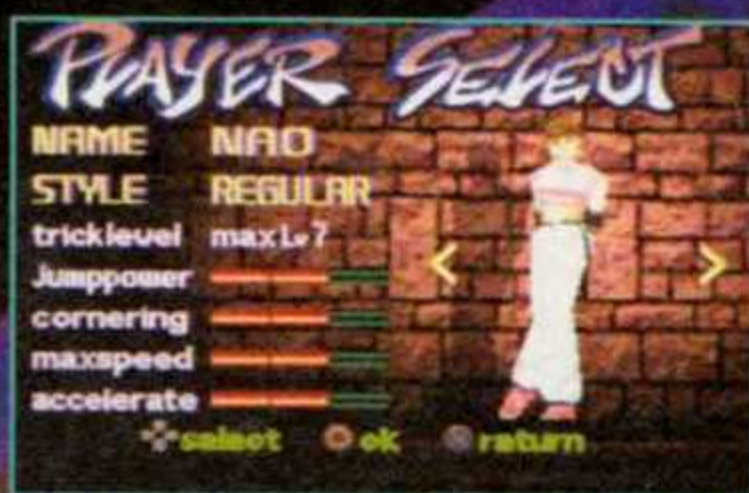 PLAYER SELECT
NAME NAO
STYLE REGULAR
tricklevel maxLv7
Jumppower
cornering
maxspeed
accelerate
select ok return